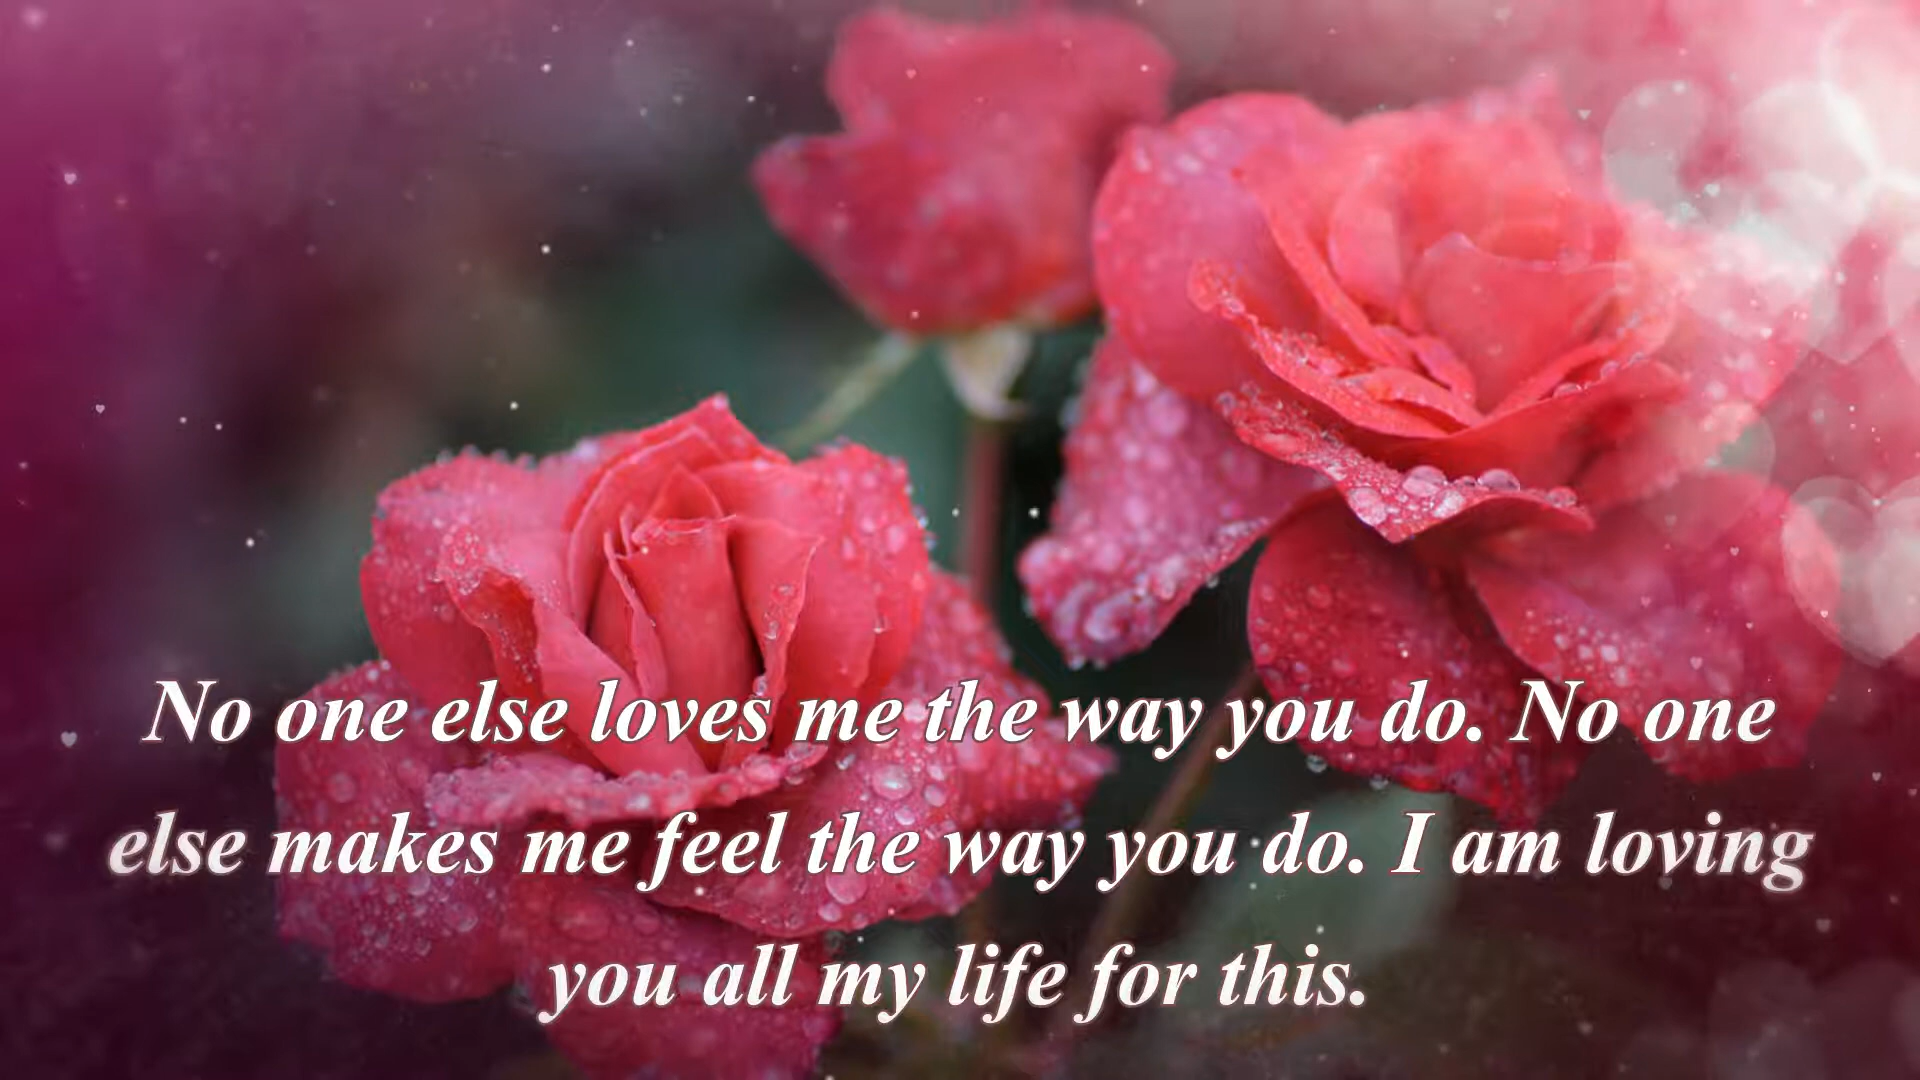 No one else loves me the way you do. No one
else makes me feel the way you do. I am loving
you all my life for this.